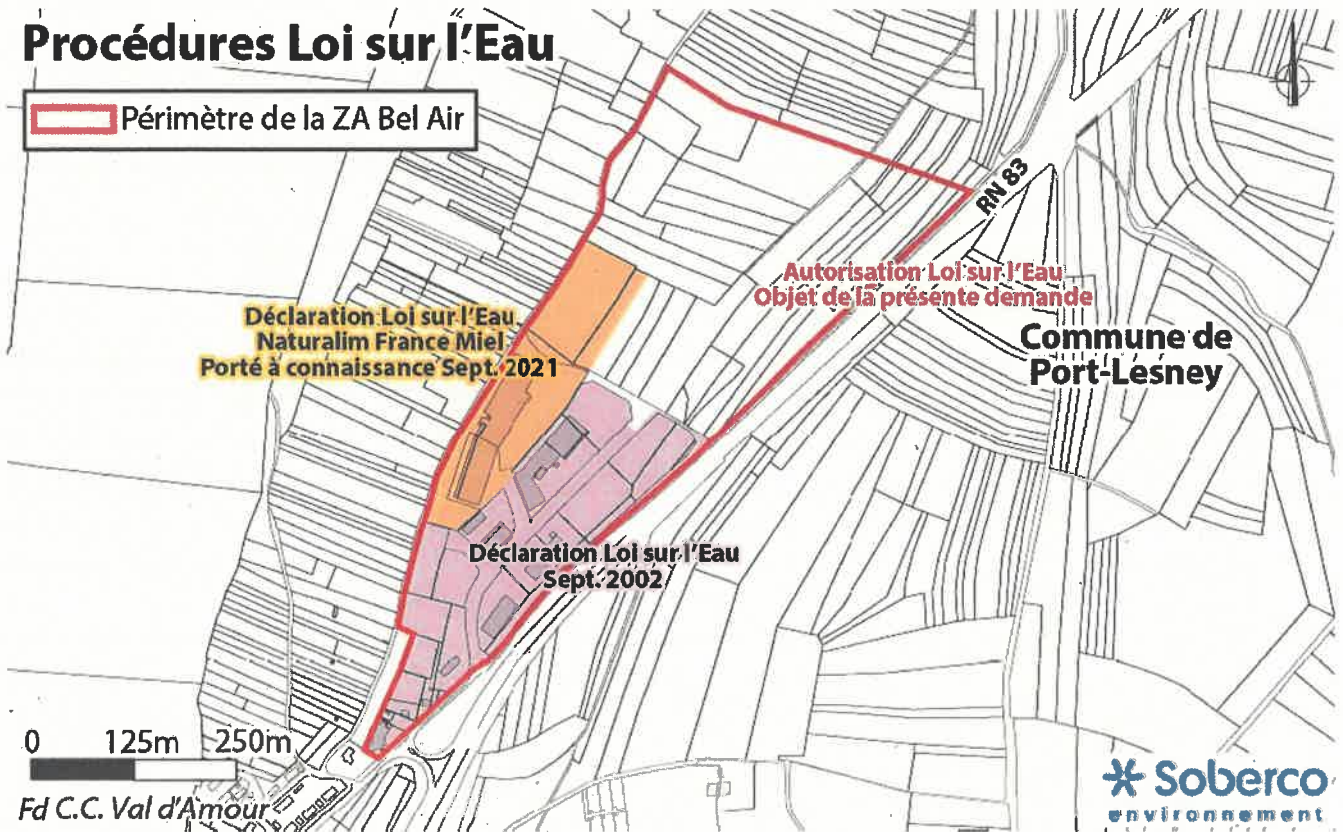 Procédures Loi sur l'Eau
Périmètre de la ZA Bel Air
RN 83
Autorisation Loi sur l'Eau
Objet de la présente demande
Déclaration Loi sur l'Eau
Naturalim France Miel
Porté à connaissance Sept. 2021
Commune de
Port-Lesney
Déclaration Loi sur l'Eau
Sept. 2002
0 125m 250m
Fd C.C. Val d'Amour
Soberco
environnement